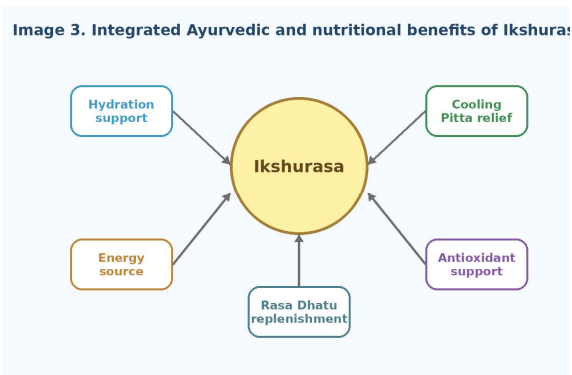 Image 3. Integrated Ayurvedic and nutritional benefits of Ikshuras
Hydration
support
Cooling
Pitta relief
Ikshurasa
Energy
source
Antioxidant
support
Rasa Dhatu
replenishment